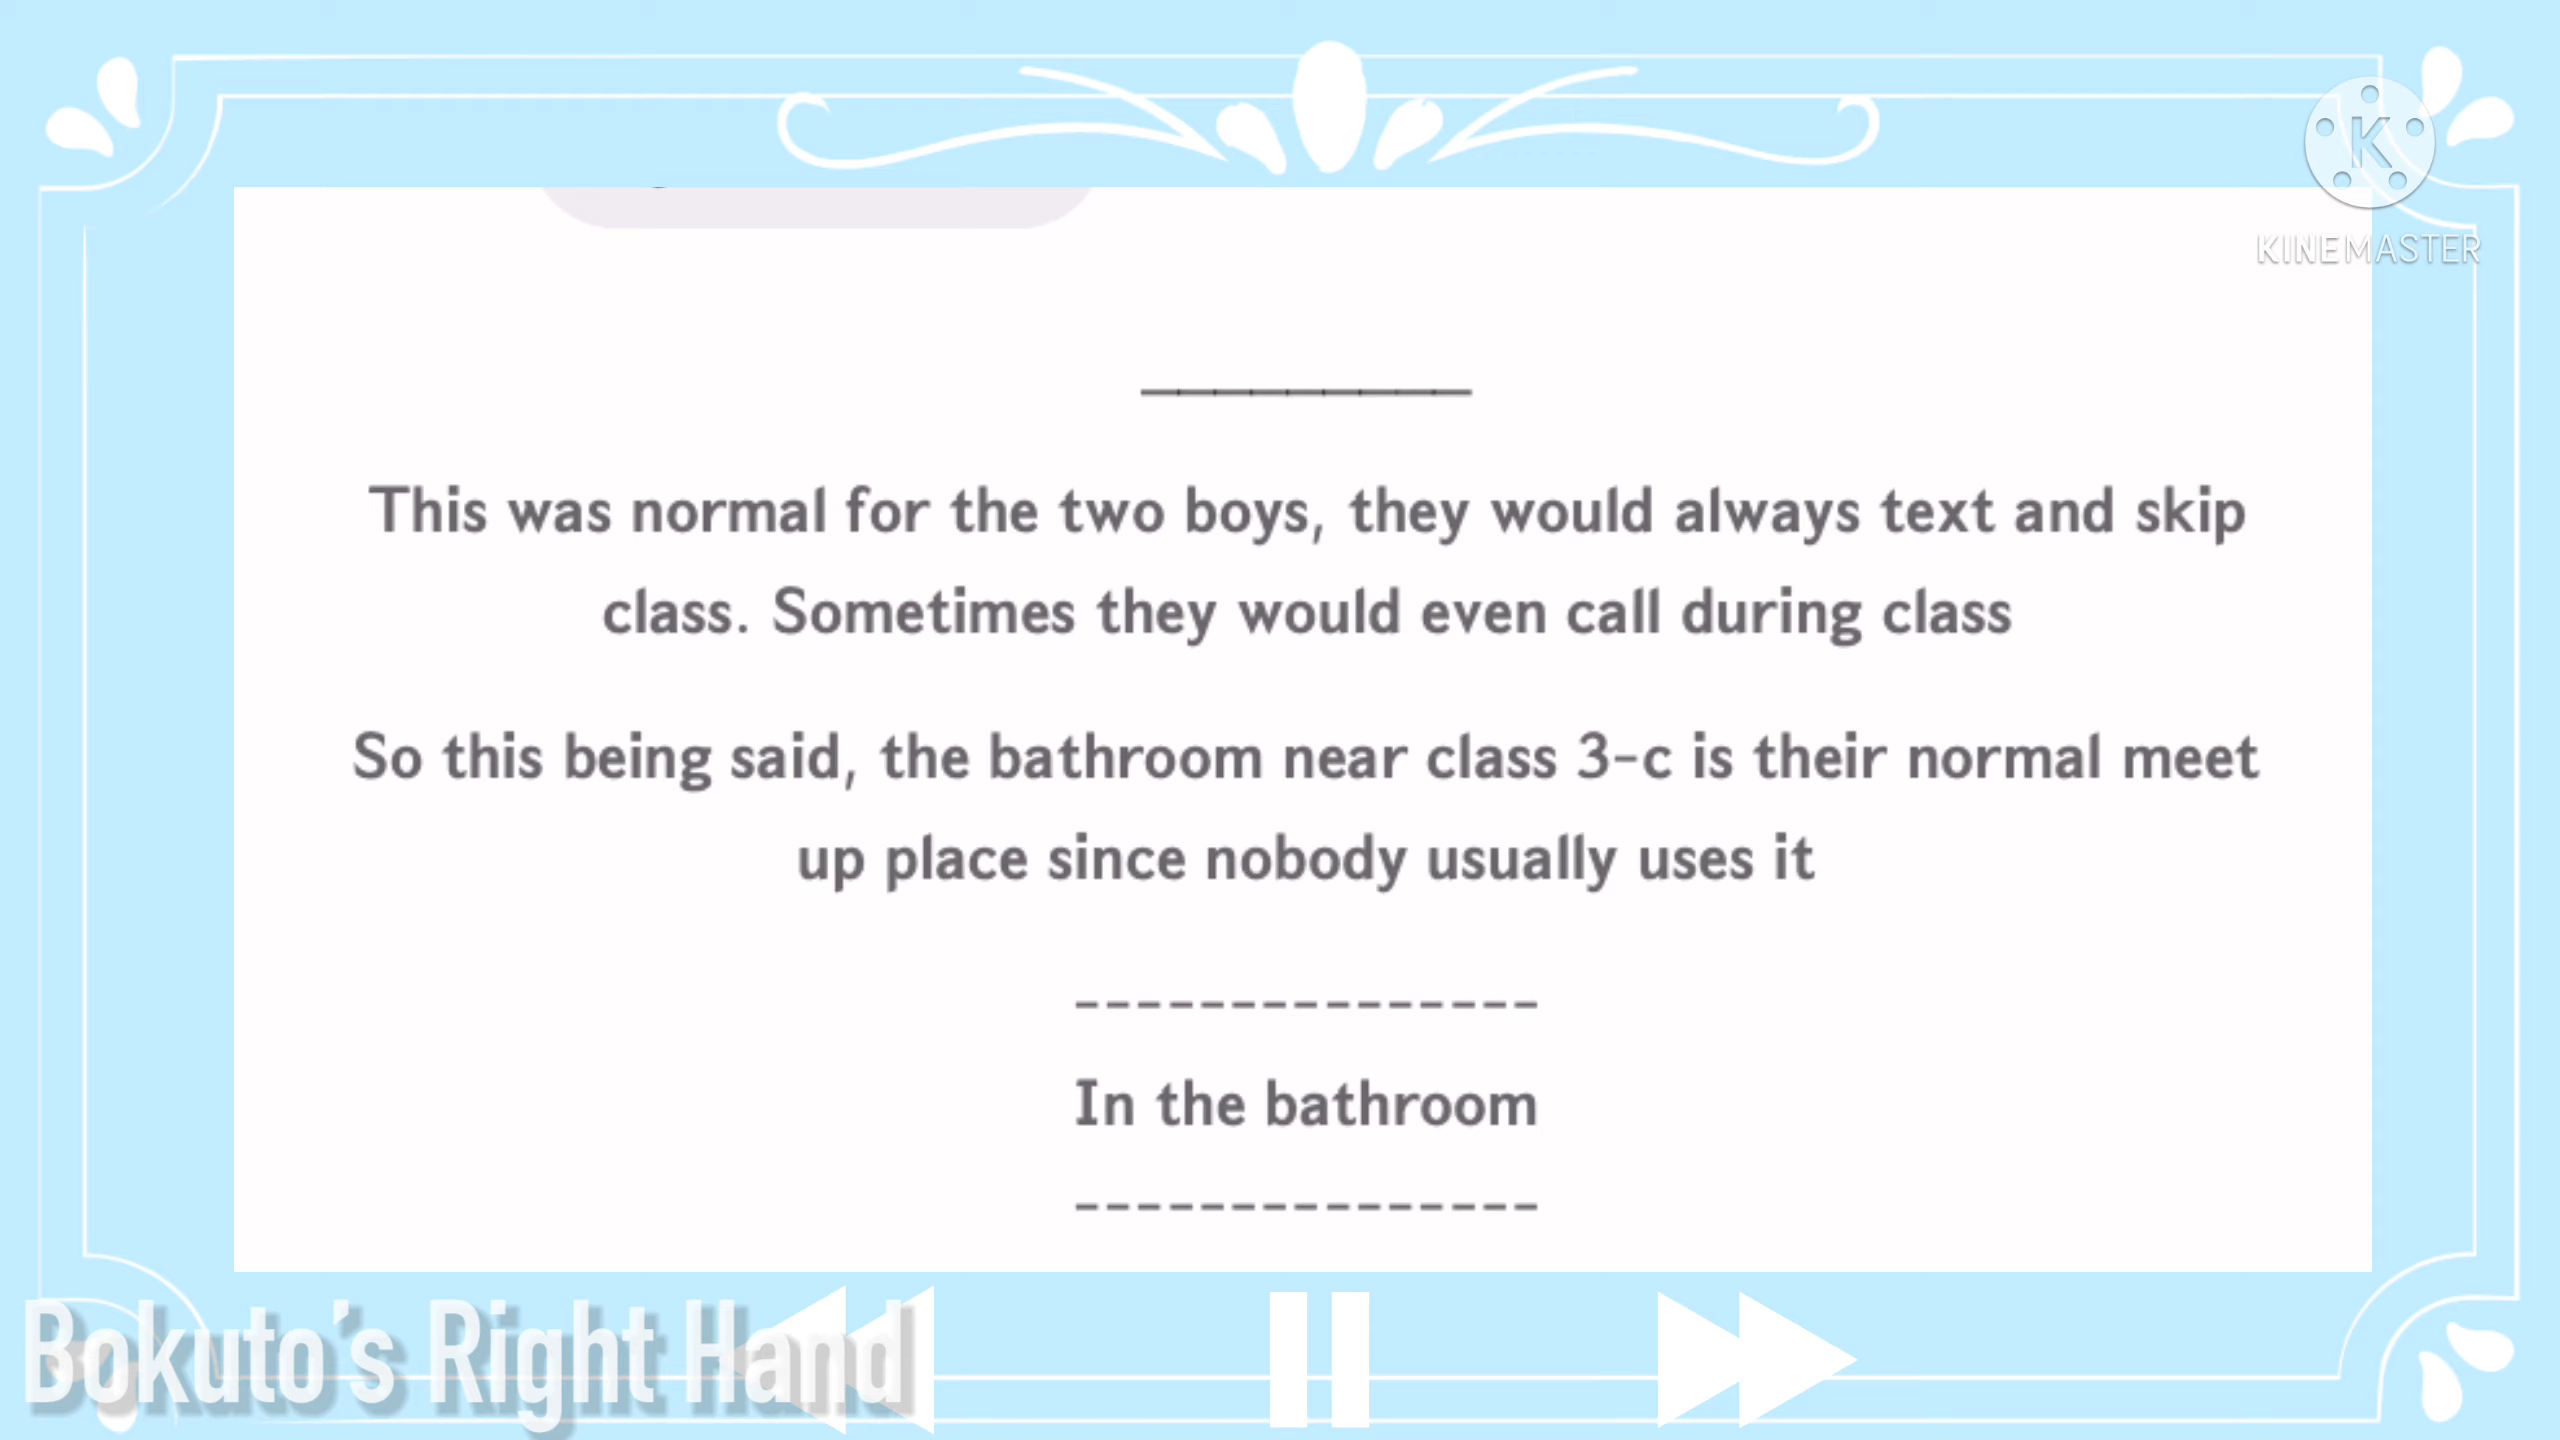 K
KINEMASTER
__________
This was normal for the two boys, they would always text and skip
class. Sometimes they would even call during class
So this being said, the bathroom near class 3-c is their normal meet
up place since nobody usually uses it
---------------
In the bathroom
---------------
Bokuto's Right Hand